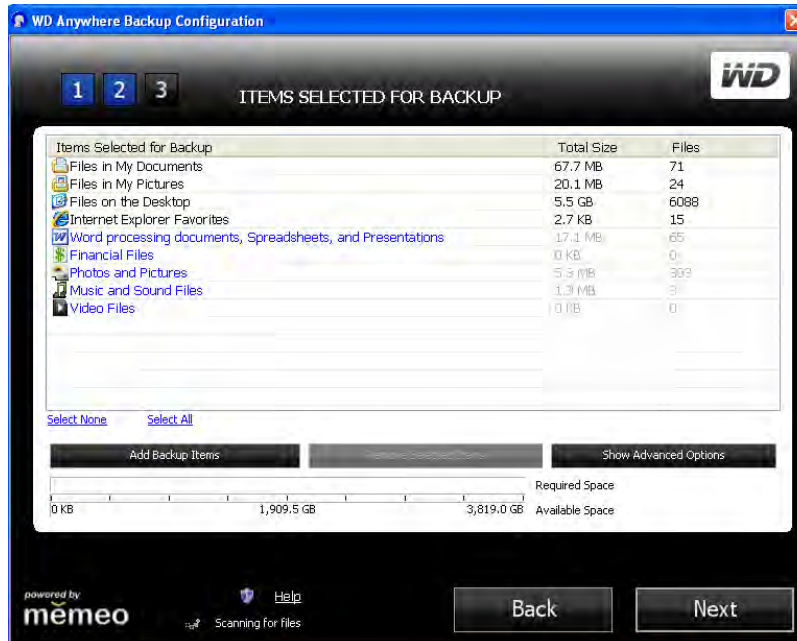 WD Anywhere Backup Configuration
1 2 3 ITEMS SELECTED FOR BACKUP WD
Items Selected for Backup Total Size Files
Files in My Documents 67.7 MB 71
Files in My Pictures 20.1 MB 24
Files on the Desktop 5.5 GB 6088
Internet Explorer Favorites 2.7 KB 15
Word processing documents, Spreadsheets, and Presentations 17.1 MB 65
Financial Files 0 KB 0
Photos and Pictures 5.3 MB 303
Music and Sound Files 1.3 MB 3
Video Files 0 KB 0
Select None Select All
Add Backup Items Remove Selected Items Show Advanced Options
Required Space
0 KB 1,909.5 GB 3,819.0 GB Available Space
powered by
memeo
Help
Scanning for files
Back Next